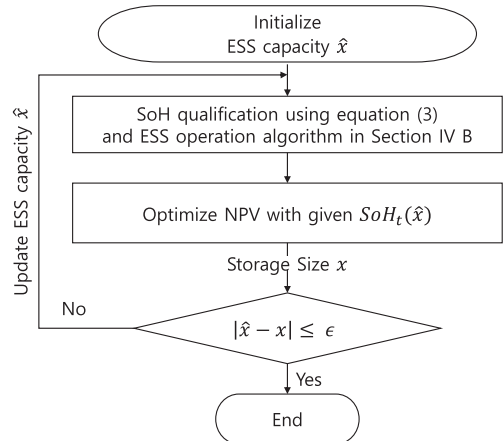 Initialize
ESS capacity x̂
SoH qualification using equation (3)
and ESS operation algorithm in Section IV B
Optimize NPV with given SoH_t(x̂)
Storage Size x
|x̂ − x| ≤ ϵ
No
Update ESS capacity x̂
Yes
End